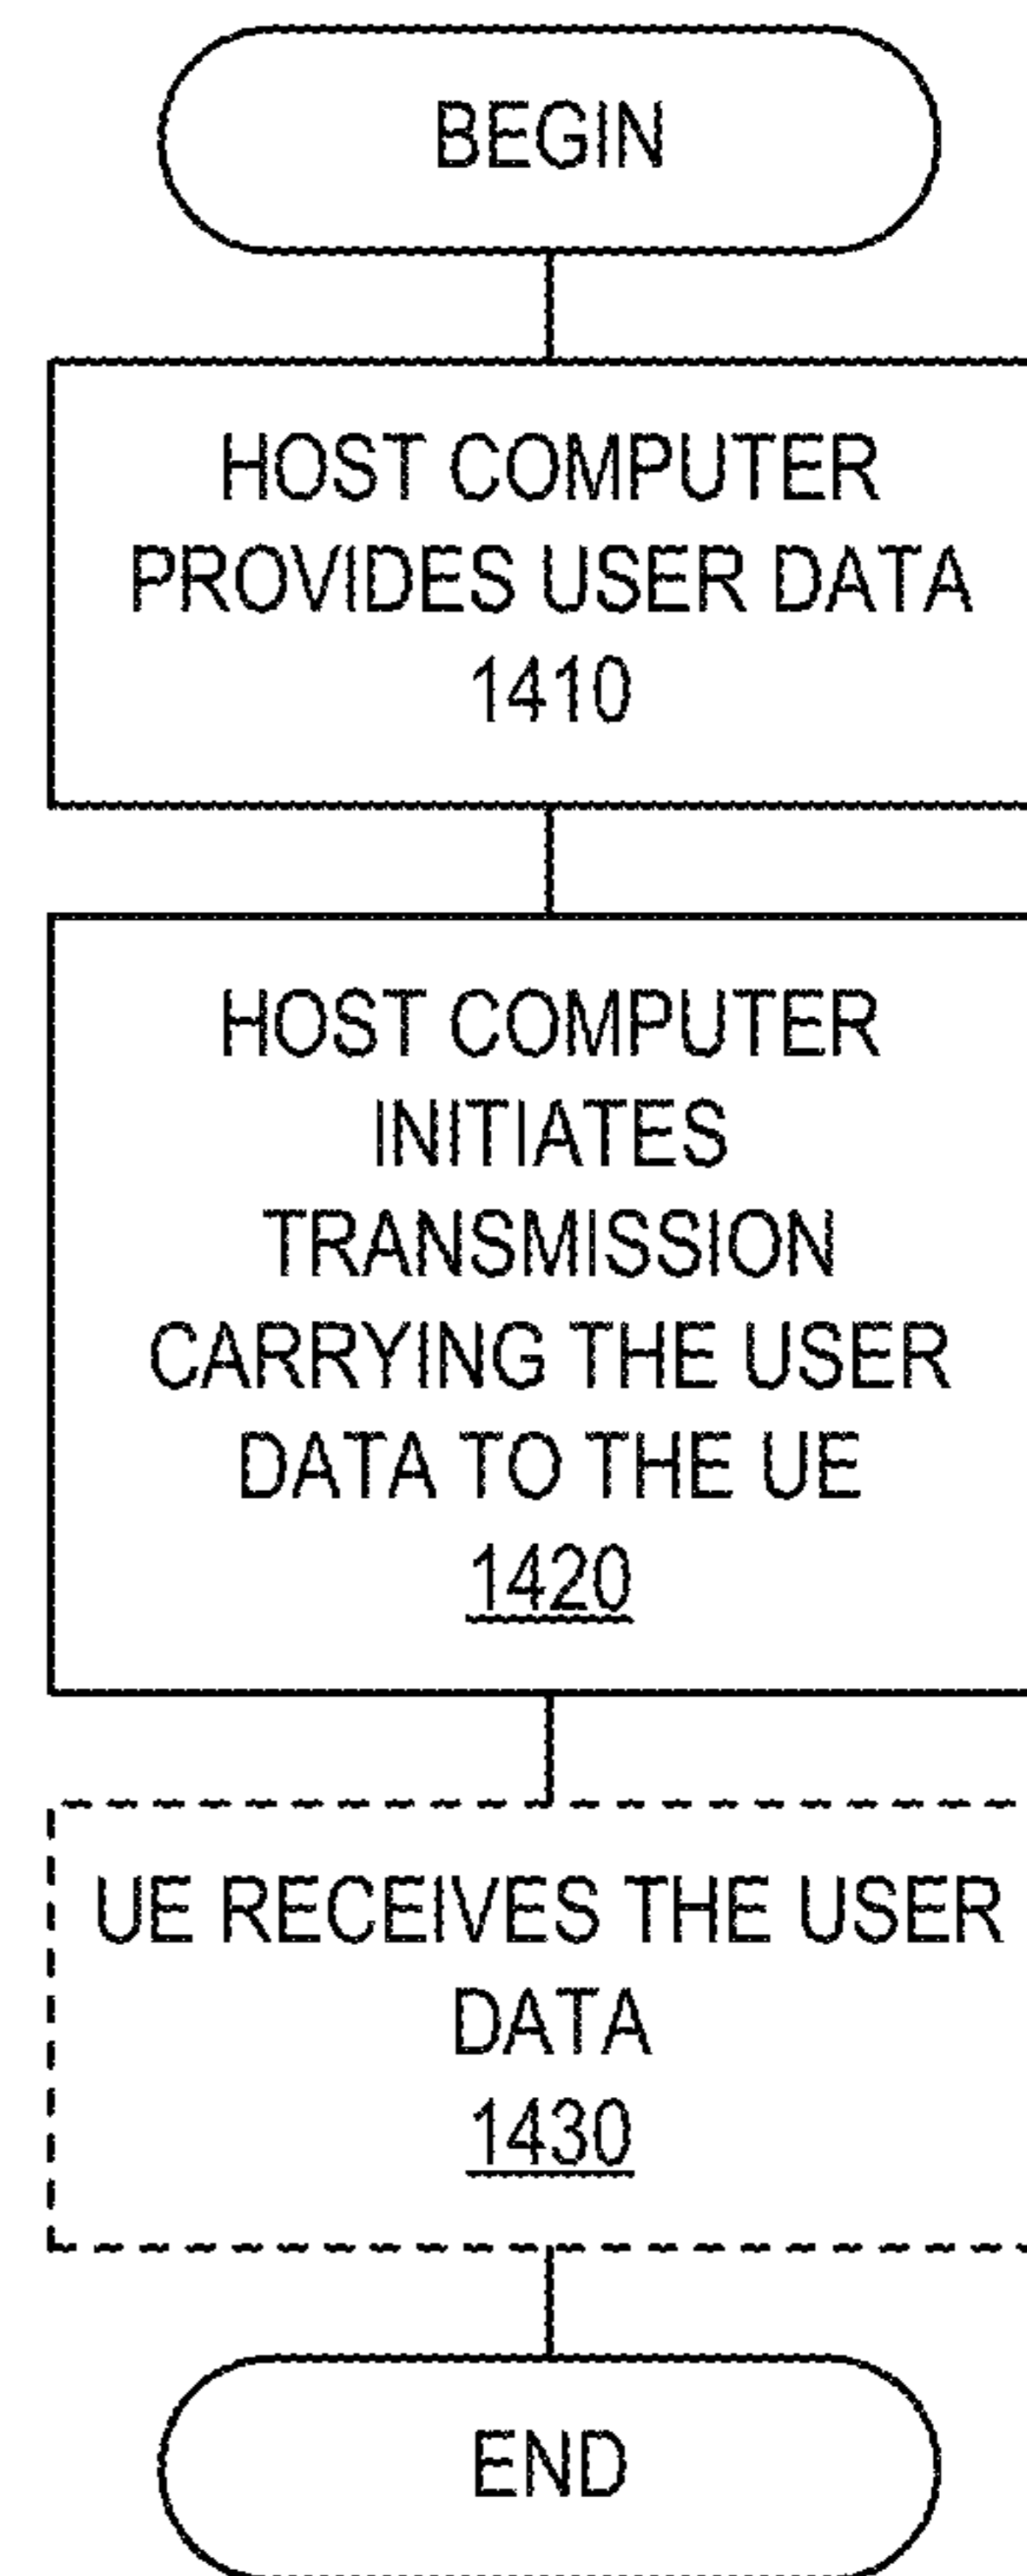 BEGIN
HOST COMPUTER
PROVIDES USER DATA
1410
HOST COMPUTER
INITIATES
TRANSMISSION
CARRYING THE USER
DATA TO THE UE
1420
UE RECEIVES THE USER
DATA
1430
END